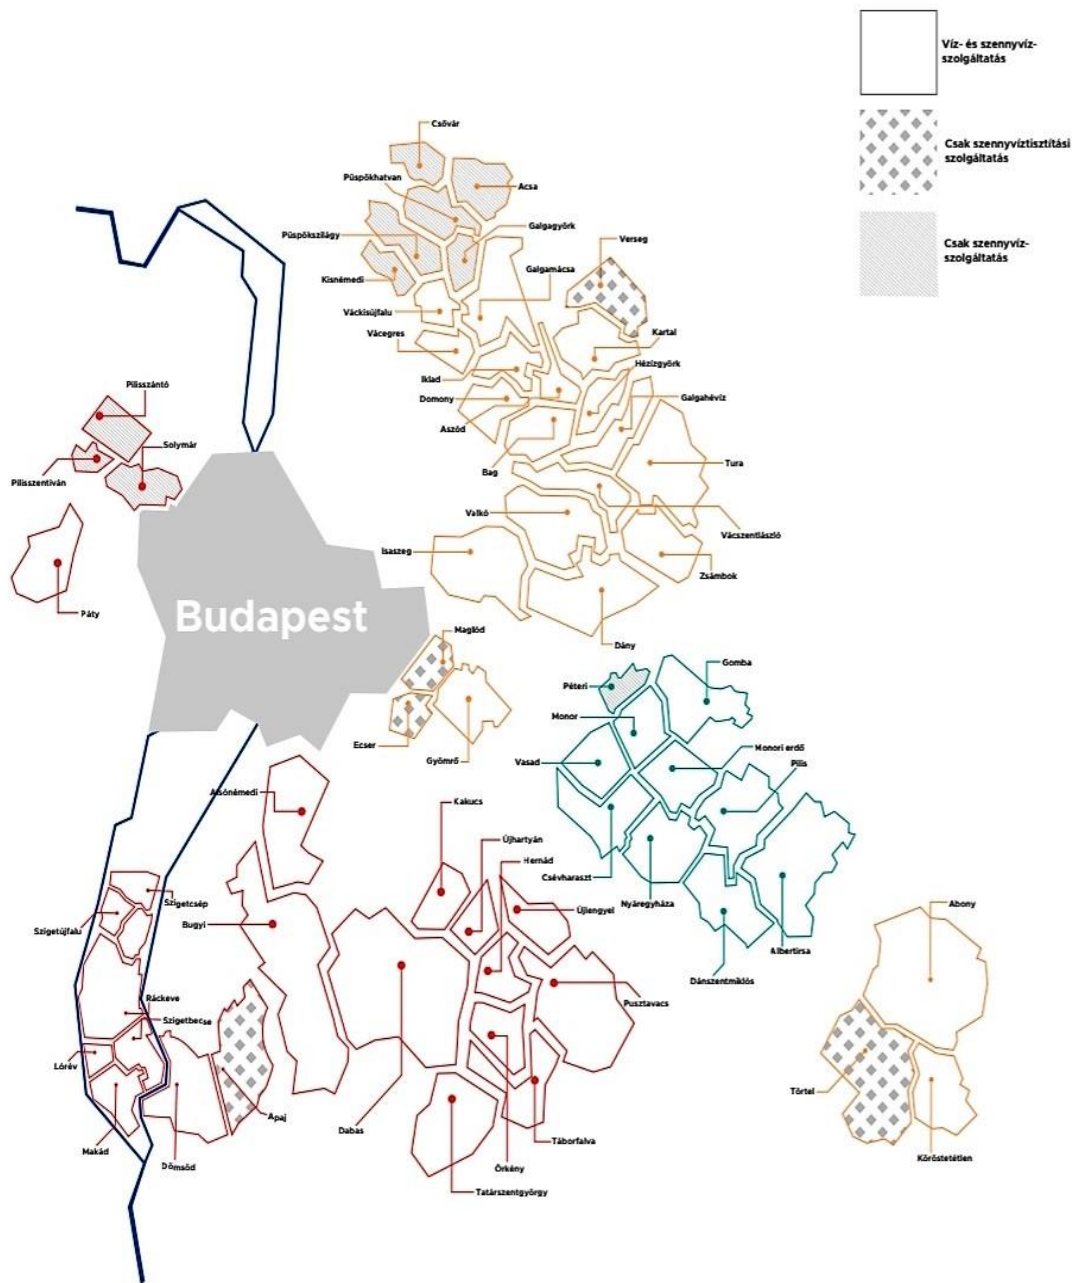 Víz- és szennyvíz-
szolgáltatás
Csak szennyvíztisztítási
szolgáltatás
Csak szennyvíz-
szolgáltatás
Csővár
Püspökhatvan
Acsa
Püspökszilágy
Galgagyörk
Verseg
Kisnémedi
Galgamácsa
Váckisújfalu
Vácegres
Kartal
Iklad
Hézizgyörk
Domony
Galgahévíz
Aszód
Bag
Tura
Valkó
Vácszentlászló
Isaszeg
Zsámbok
Dány
Pilisszántó
Solymár
Pilisszentiván
Páty
Budapest
Maglód
Ecser
Gyömrő
Gomba
Péteri
Monor
Monori erdő
Vasad
Pilis
Csévharaszt
Nyáregyháza
Albertirsa
Dánszentmiklós
Alsónémedi
Kakucs
Újhartyán
Hernád
Újlengyel
Bugyi
Szigetcsép
Szigetújfalu
Ráckeve
Szigetbecse
Pusztavacs
Lórév
Apaj
Makád
Dömsöd
Dabas
Táborfalva
Örkény
Tatárszentgyörgy
Abony
Törtel
Kőröstetétlen